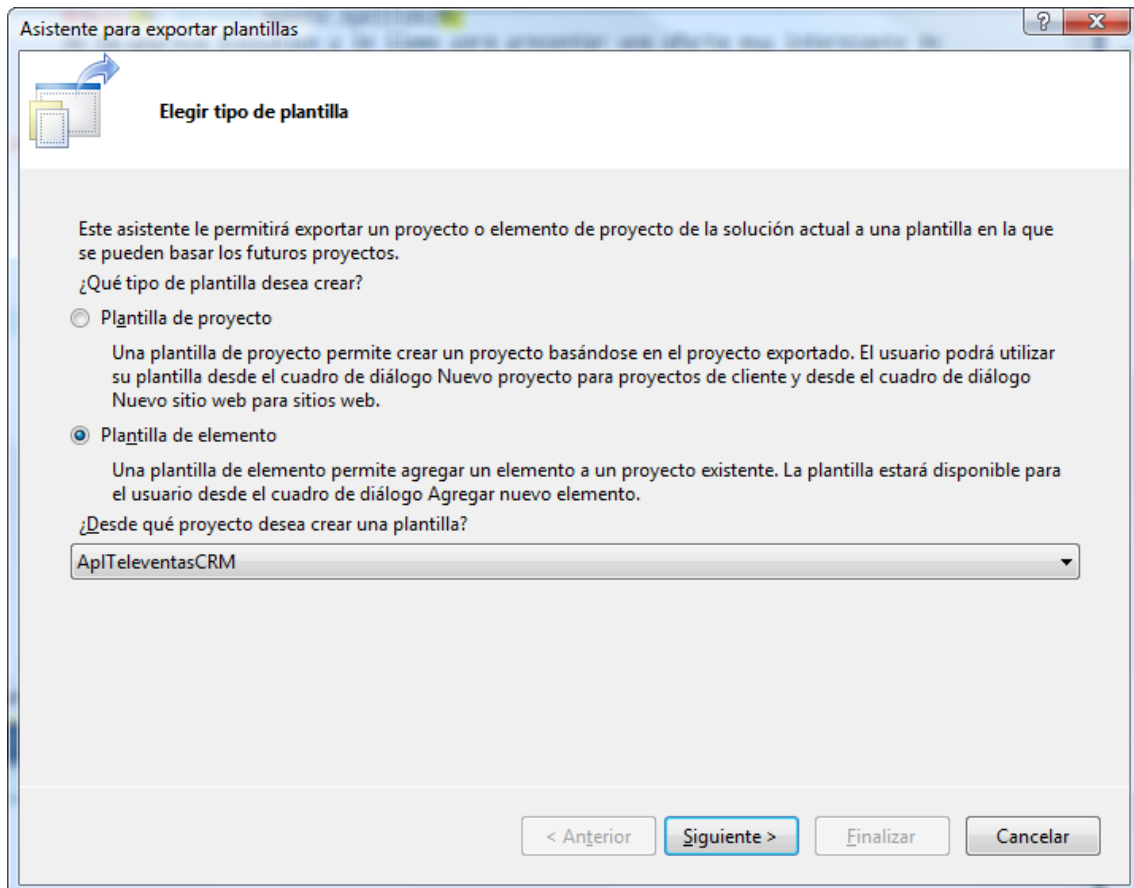 Asistente para exportar plantillas
Elegir tipo de plantilla
Este asistente le permitirá exportar un proyecto o elemento de proyecto de la solución actual a una plantilla en la que
se pueden basar los futuros proyectos.
¿Qué tipo de plantilla desea crear?
Plantilla de proyecto
Una plantilla de proyecto permite crear un proyecto basándose en el proyecto exportado. El usuario podrá utilizar
su plantilla desde el cuadro de diálogo Nuevo proyecto para proyectos de cliente y desde el cuadro de diálogo
Nuevo sitio web para sitios web.
Plantilla de elemento
Una plantilla de elemento permite agregar un elemento a un proyecto existente. La plantilla estará disponible para
el usuario desde el cuadro de diálogo Agregar nuevo elemento.
¿Desde qué proyecto desea crear una plantilla?
AplTeleventasCRM
< Anterior Siguiente > Finalizar Cancelar